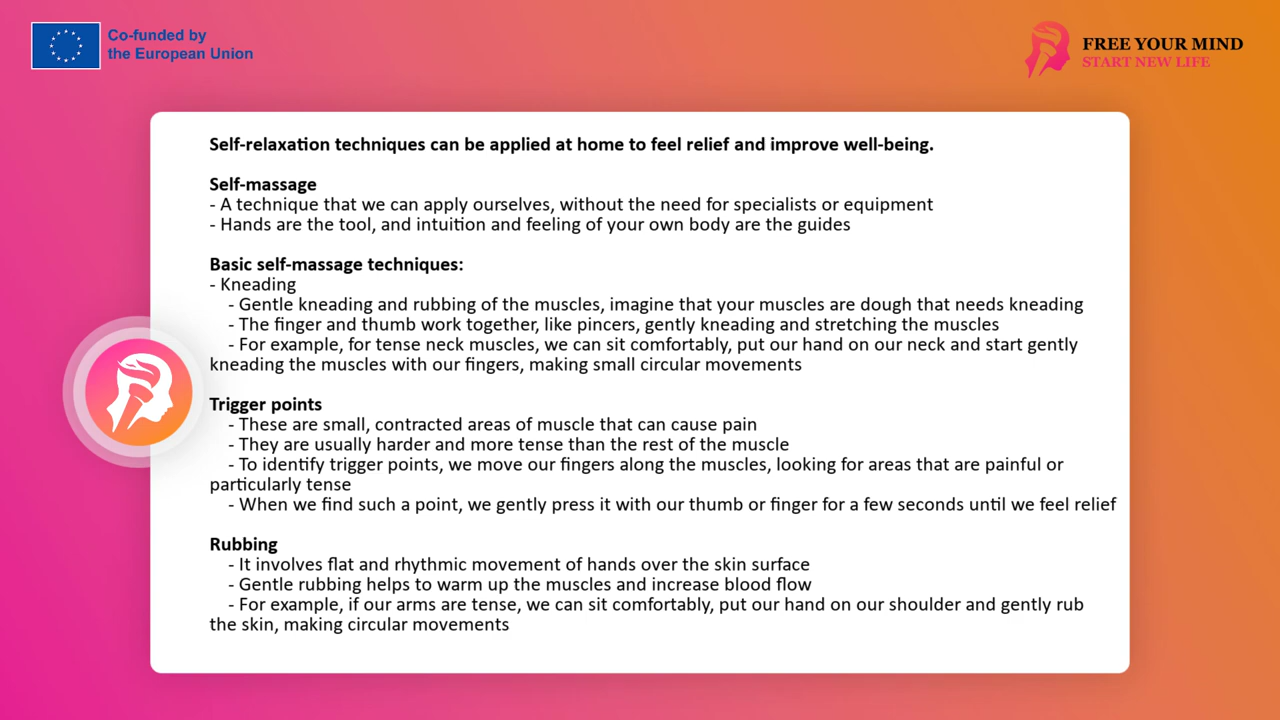 Co-funded by
the European Union
FREE YOUR MIND
START NEW LIFE
Self-relaxation techniques can be applied at home to feel relief and improve well-being.
Self-massage
- A technique that we can apply ourselves, without the need for specialists or equipment
- Hands are the tool, and intuition and feeling of your own body are the guides
Basic self-massage techniques:
- Kneading
- Gentle kneading and rubbing of the muscles, imagine that your muscles are dough that needs kneading
- The finger and thumb work together, like pincers, gently kneading and stretching the muscles
- For example, for tense neck muscles, we can sit comfortably, put our hand on our neck and start gently
kneading the muscles with our fingers, making small circular movements
Trigger points
- These are small, contracted areas of muscle that can cause pain
- They are usually harder and more tense than the rest of the muscle
- To identify trigger points, we move our fingers along the muscles, looking for areas that are painful or
particularly tense
- When we find such a point, we gently press it with our thumb or finger for a few seconds until we feel relief
Rubbing
- It involves flat and rhythmic movement of hands over the skin surface
- Gentle rubbing helps to warm up the muscles and increase blood flow
- For example, if our arms are tense, we can sit comfortably, put our hand on our shoulder and gently rub
the skin, making circular movements